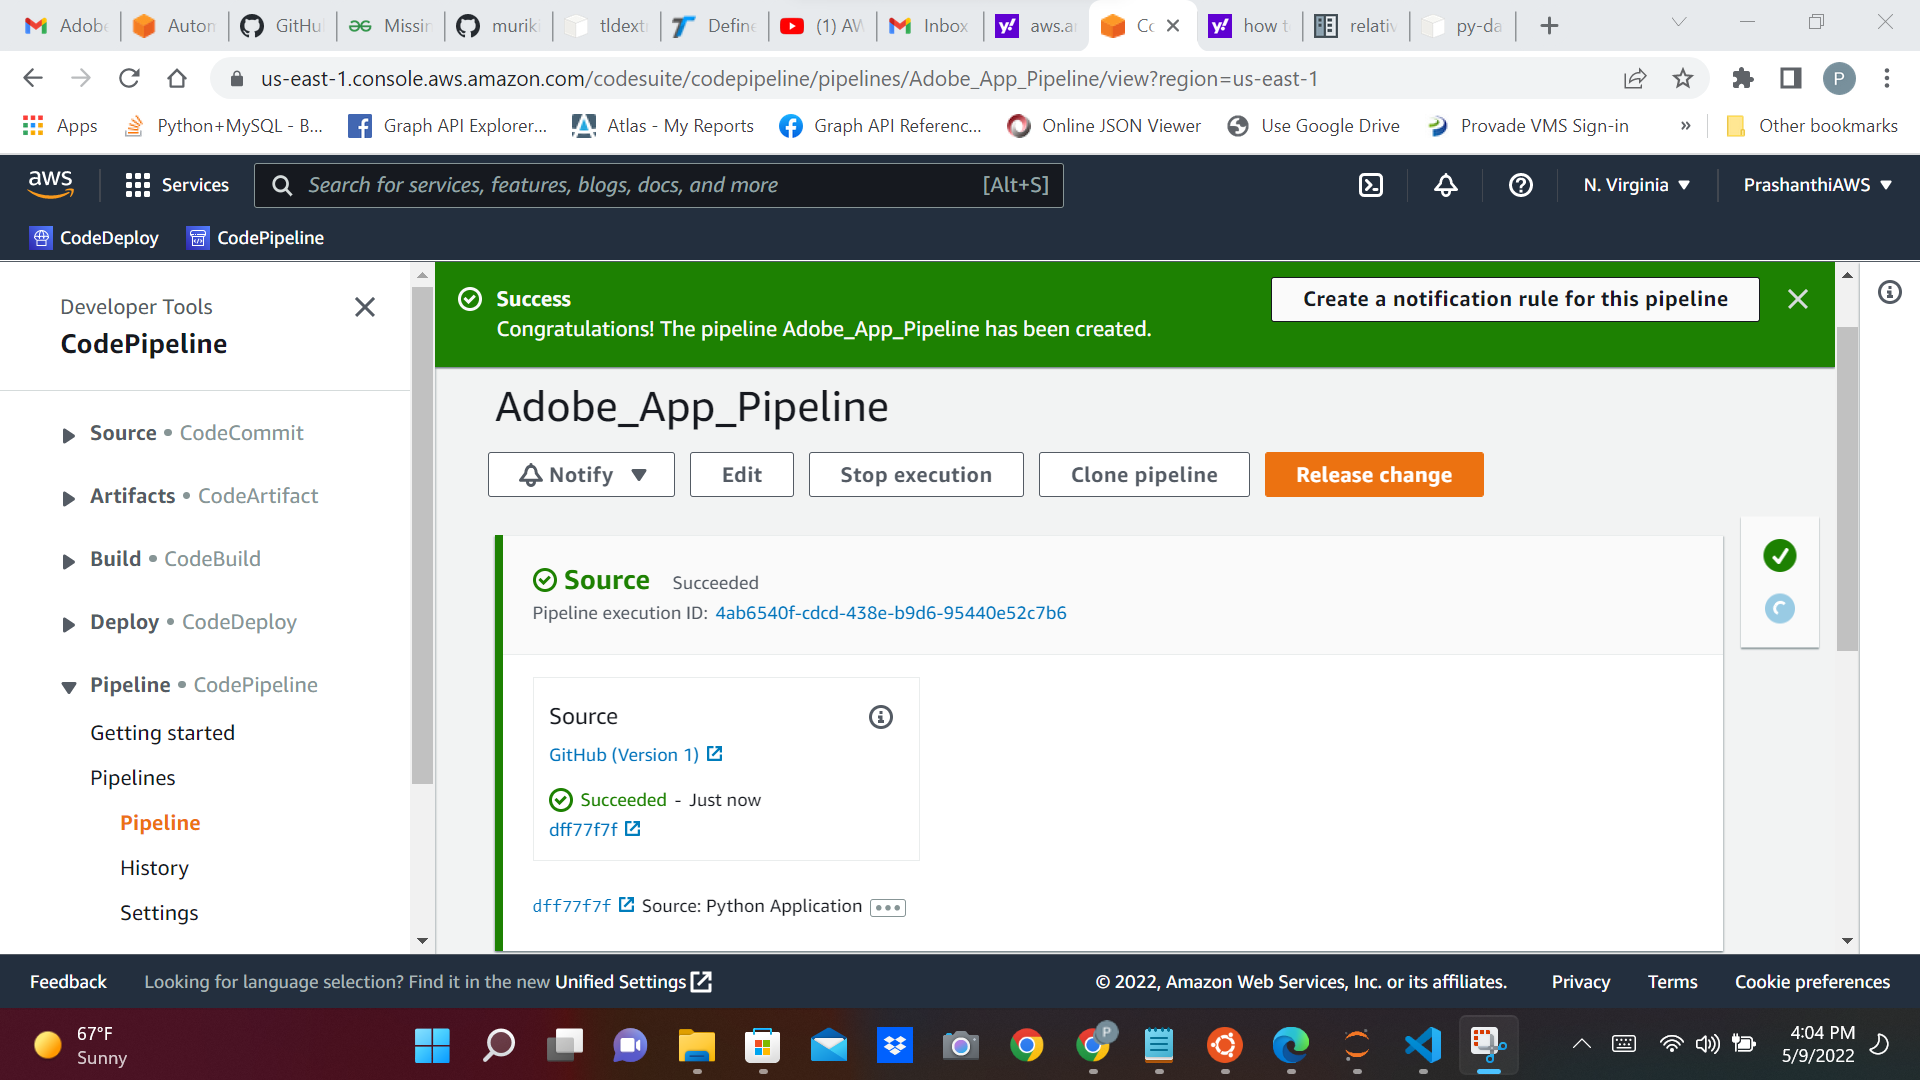 Adobe
Autom
GitHu
Missin
muriki
tldext
Define
(1) AW
Inbox
aws.a
Co
how t
relativ
py-da
us-east-1.console.aws.amazon.com/codesuite/codepipeline/pipelines/Adobe_App_Pipeline/view?region=us-east-1
P
Apps
Python+MySQL - B...
Graph API Explorer...
Atlas - My Reports
Graph API Referenc...
Online JSON Viewer
Use Google Drive
Provade VMS Sign-in
»
Other bookmarks
aws
Services
Search for services, features, blogs, docs, and more
[Alt+S]
N. Virginia
PrashanthiAWS
CodeDeploy
CodePipeline
Developer Tools
CodePipeline
Source • CodeCommit
Artifacts • CodeArtifact
Build • CodeBuild
Deploy • CodeDeploy
Pipeline • CodePipeline
Getting started
Pipelines
Pipeline
History
Settings
Success
Congratulations! The pipeline Adobe_App_Pipeline has been created.
Create a notification rule for this pipeline
Adobe_App_Pipeline
Notify
Edit
Stop execution
Clone pipeline
Release change
Source Succeeded
Pipeline execution ID: 4ab6540f-cdcd-438e-b9d6-95440e52c7b6
Source
GitHub (Version 1)
Succeeded - Just now
dff77f7f
dff77f7f Source: Python Application
Feedback
Looking for language selection? Find it in the new Unified Settings
© 2022, Amazon Web Services, Inc. or its affiliates.
Privacy
Terms
Cookie preferences
67°F
Sunny
P
4:04 PM
5/9/2022